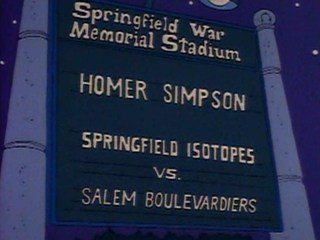 Springfield War
Memorial Stadium
HOMER SIMPSON
SPRINGFIELD ISOTOPES
VS.
SALEM BOULEVARDIERS